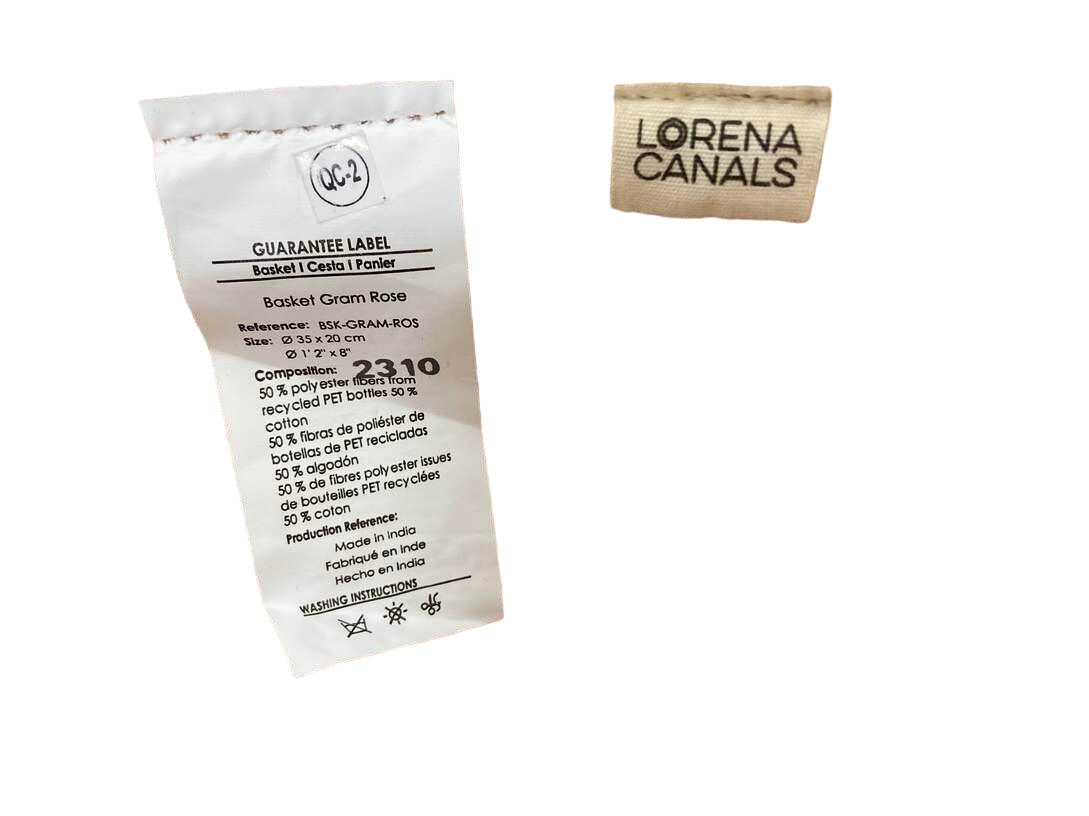 QC-2
GUARANTEE LABEL
Basket I Cesta I Panier
Basket Gram Rose
Reference: BSK-GRAM-ROS
Size: Ø 35 x 20 cm
Ø 1' 2" x 8"
Composition: 2310
50 % polyester fibers from
recycled PET bottles 50 %
cotton
50 % fibras de poliéster de
botellas de PET recicladas
50 % algodón
50 % de fibres polyester issues
de bouteilles PET recyclées
50 % coton
Production Reference:
Made in India
Fabriqué en Inde
Hecho en India
WASHING INSTRUCTIONS
LORENA
CANALS